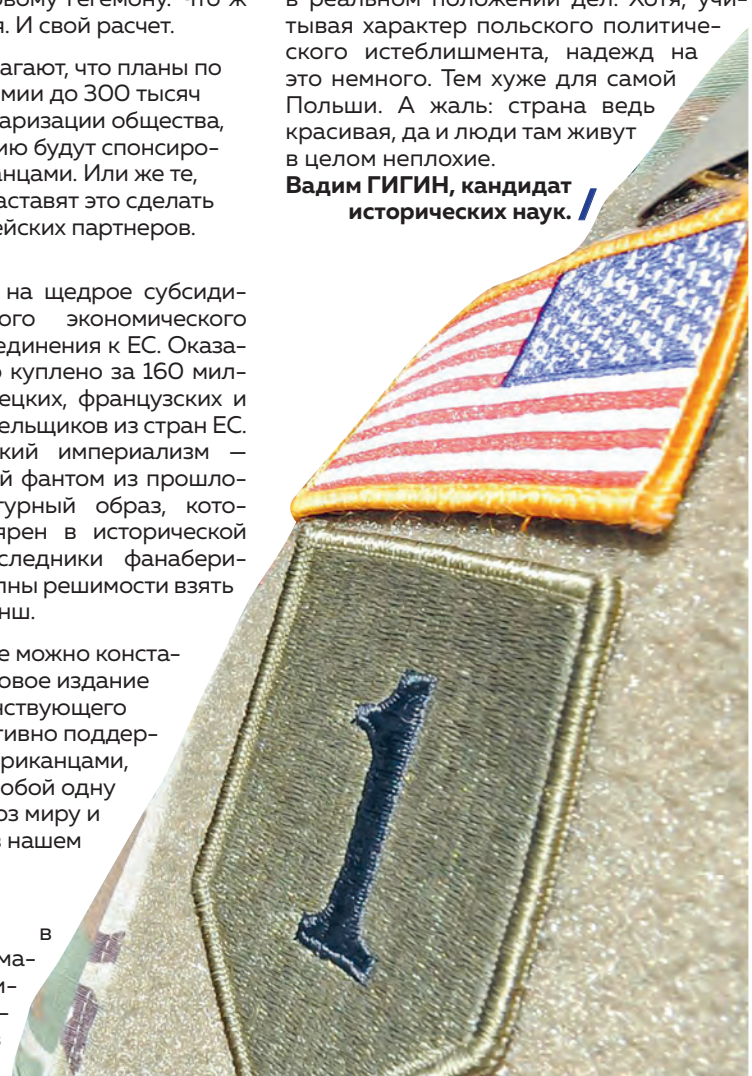 овому гегемону. Что ж
я. И свой расчет.
агают, что планы по
мии до 300 тысяч
аризации общества,
ию будут спонсиро-
анцами. Или же те,
аставят это сделать
ейских партнеров.
на щедрое субсиди-
ого экономического
единения к ЕС. Оказа-
о куплено за 160 мил-
ецких, французских и
ельщиков из стран ЕС.
кий империализм —
й фантом из прошло-
турный образ, кото-
ярен в исторической
следники фанабери-
лны решимости взять
нш.
е можно конста-
овое издание
нствующего
тивно поддер-
риканцами,
обой одну
оз миру и
в нашем
в
ма-
и-
-
в реальном положении дел. Хотя, учи-
тывая характер польского политиче-
ского истеблишмента, надежд на
это немного. Тем хуже для самой
Польши. А жаль: страна ведь
красивая, да и люди там живут
в целом неплохие.
Вадим ГИГИН, кандидат
исторических наук.
1